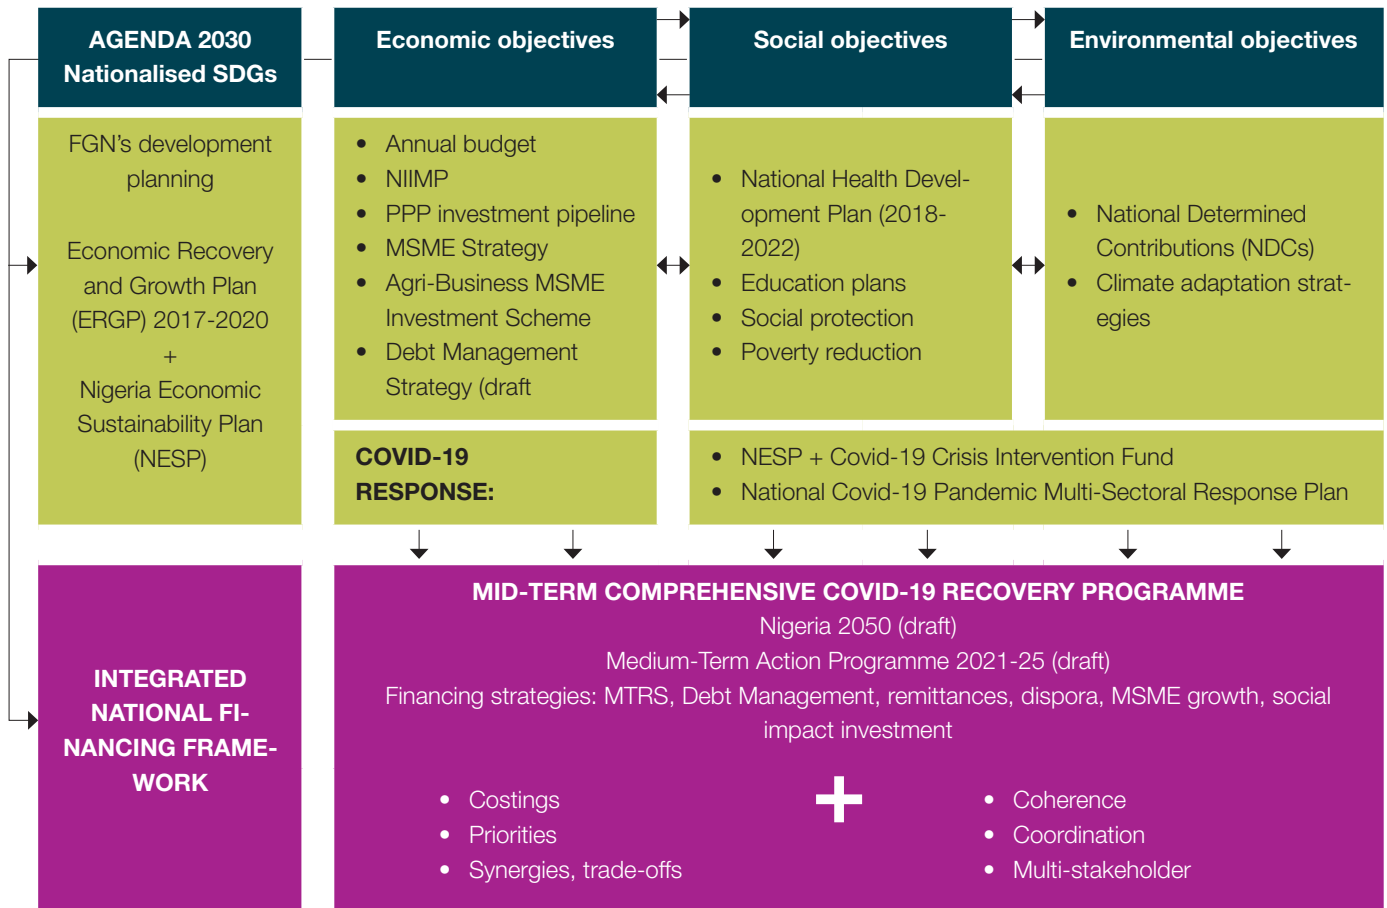 AGENDA 2030
Nationalised SDGs
Economic objectives
Social objectives
Environmental objectives
FGN's development
planning
Economic Recovery
and Growth Plan
(ERGP) 2017-2020
+
Nigeria Economic
Sustainability Plan
(NESP)
• Annual budget
• NIIMP
• PPP investment pipeline
• MSME Strategy
• Agri-Business MSME
Investment Scheme
• Debt Management
Strategy (draft
• National Health Devel-
opment Plan (2018-
2022)
• Education plans
• Social protection
• Poverty reduction
• National Determined
Contributions (NDCs)
• Climate adaptation strat-
egies
COVID-19
RESPONSE:
• NESP + Covid-19 Crisis Intervention Fund
• National Covid-19 Pandemic Multi-Sectoral Response Plan
INTEGRATED
NATIONAL FI-
NANCING FRAME-
WORK
MID-TERM COMPREHENSIVE COVID-19 RECOVERY PROGRAMME
Nigeria 2050 (draft)
Medium-Term Action Programme 2021-25 (draft)
Financing strategies: MTRS, Debt Management, remittances, dispora, MSME growth, social
impact investment
• Costings
• Priorities
• Synergies, trade-offs
+
• Coherence
• Coordination
• Multi-stakeholder